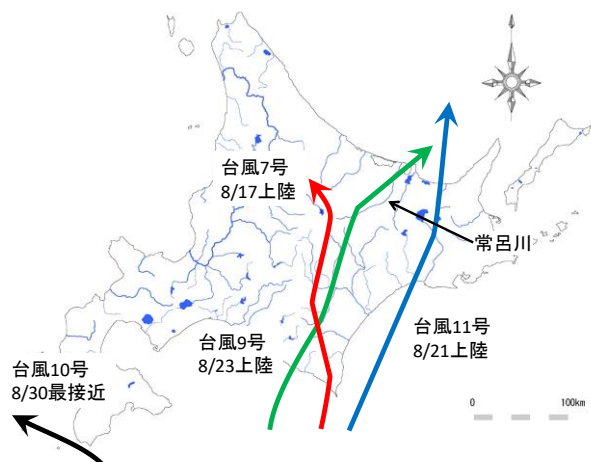 台風7号
8/17上陸
常呂川
台風9号
8/23上陸
台風11号
8/21上陸
台風10号
8/30最接近
0
100km